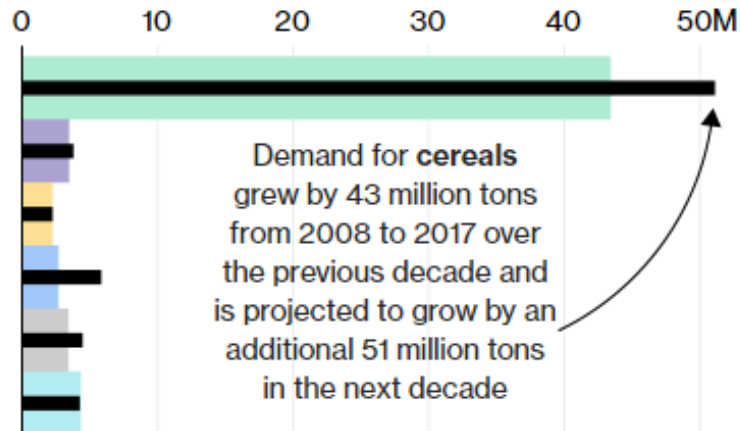 0 10 20 30 40 50M
Demand for cereals
grew by 43 million tons
from 2008 to 2017 over
the previous decade and
is projected to grow by an
additional 51 million tons
in the next decade